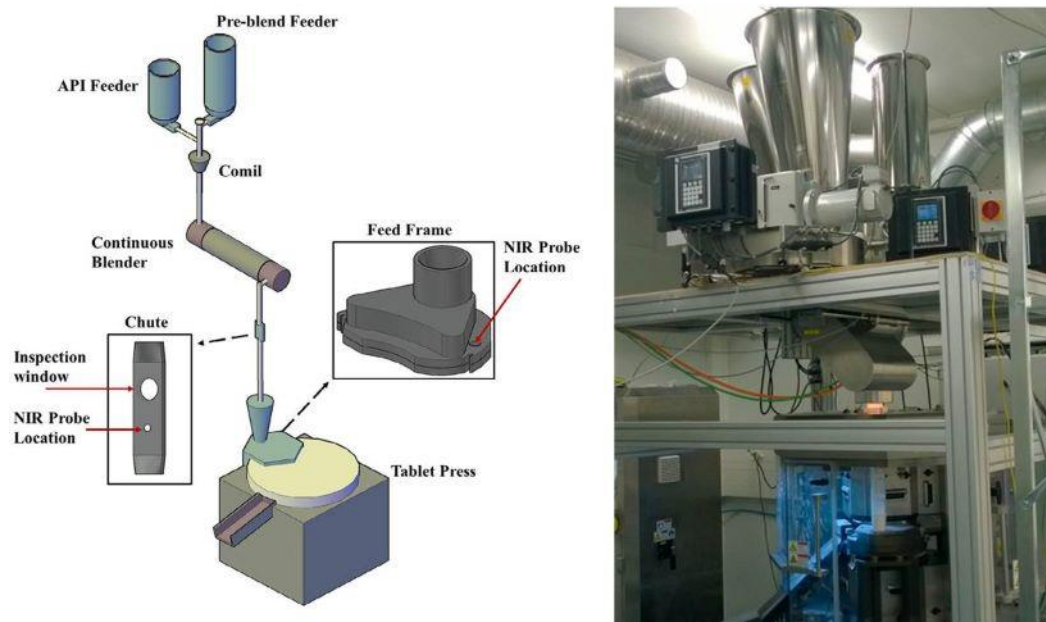 Pre-blend Feeder
API Feeder
Comil
Continuous
Blender
Feed Frame
NIR Probe
Location
Chute
Inspection
window
NIR Probe
Location
Tablet Press